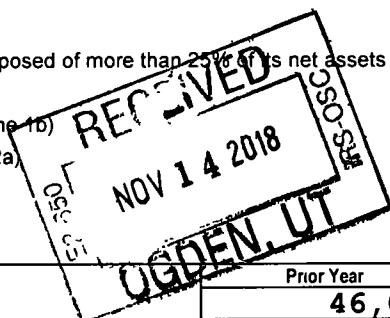 posed of more than 25% of its net assets
1b)
RECEIVED
NOV 14 2018
IRS-OSC
OGDEN, UT
Prior Year
46,